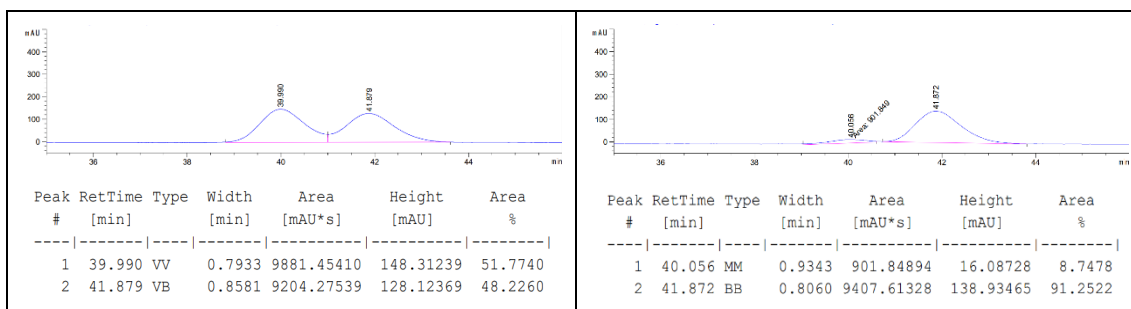 mAU
400
300
200
100
0
39.990
41.879
36
38
40
42
Peak RetTime Type Width Area Height Area
# [min] [min] [mAU*s] [mAU] %
----|-------|----|-------|----------|----------|--------|
1 39.990 VV 0.7933 9881.45410 148.31239 51.7740
2 41.879 VB 0.8581 9204.27539 128.12369 48.2260
mAU
400
300
200
100
0
40.056
Area: 901.849
41.872
36
38
40
42
44
Peak RetTime Type Width Area Height Area
# [min] [min] [mAU*s] [mAU] %
----|-------|----|-------|----------|----------|--------|
1 40.056 MM 0.9343 901.84894 16.08728 8.7478
2 41.872 BB 0.8060 9407.61328 138.93465 91.2522